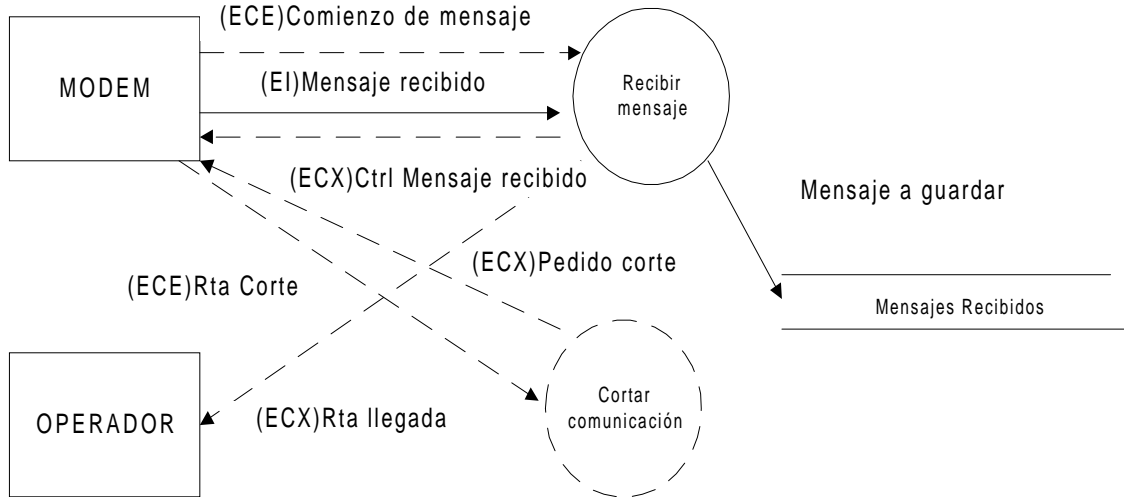 (ECE)Comienzo de mensaje
MODEM
(EI)Mensaje recibido
Recibir
mensaje
(ECX)Ctrl Mensaje recibido
Mensaje a guardar
(ECX)Pedido corte
(ECE)Rta Corte
Mensajes Recibidos
OPERADOR
(ECX)Rta llegada
Cortar
comunicación